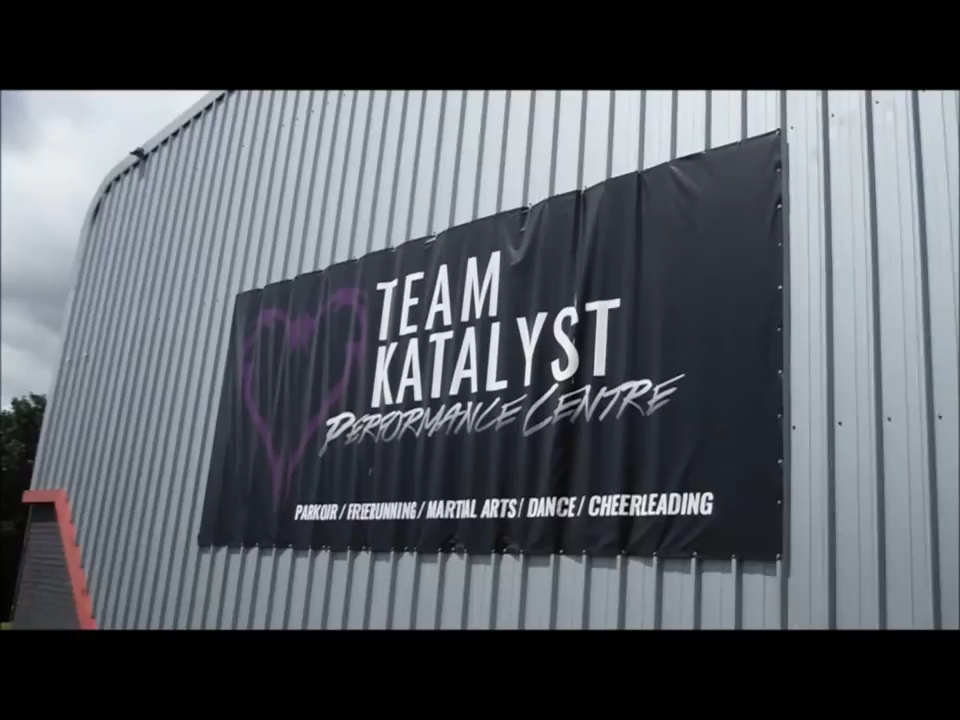 TEAM
KATALYST
PERFORMANCE CENTRE
PARKOUR / FREERUNNING / MARTIAL ARTS / DANCE / CHEERLEADING